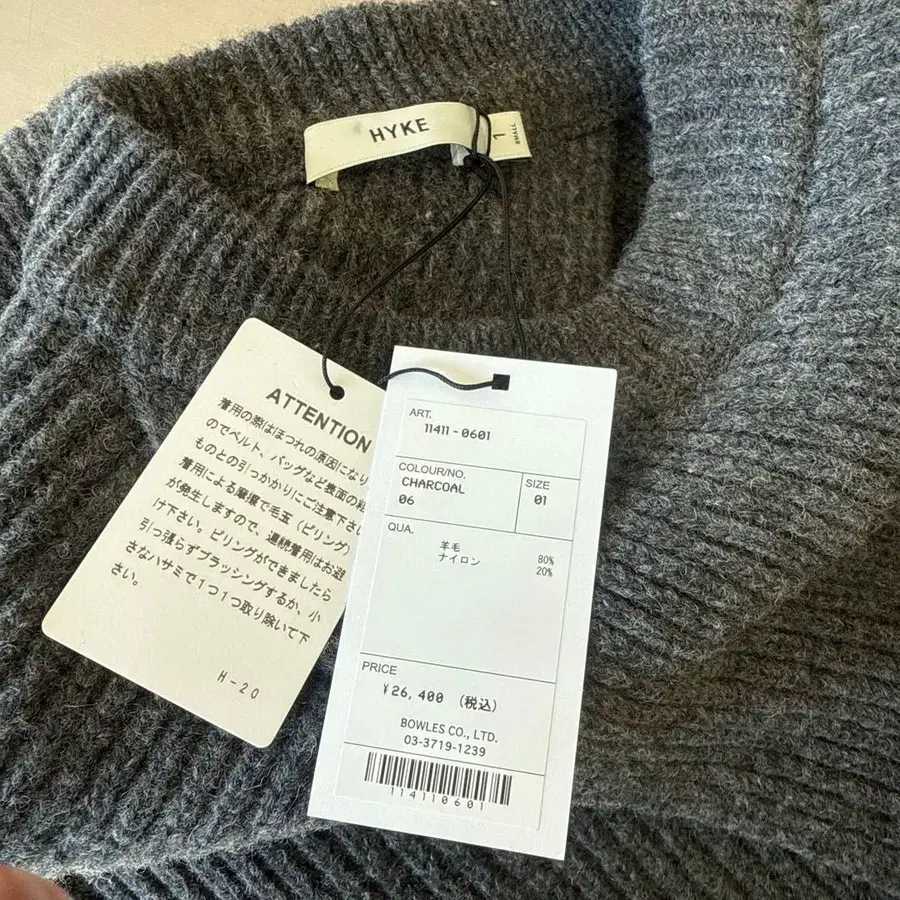 HYKE
1
SMALL
ATTENTION
着用の際はほつれの原因になり
のでベルト、バッグなど表面の粗
ものとの引っかかりにご注意下さい
着用による摩擦で毛玉（ピリング）
が発生しますので、連続着用はお避
け下さい。ピリングができましたら
引っ張らずブラッシングするか、小
さなハサミで1つ1つ取り除いて下
さい。
H-20
ART.
11411-0601
COLOUR/NO.
CHARCOAL
06
SIZE
01
QUA.
羊毛 80%
ナイロン 20%
PRICE
¥26,400 (税込)
BOWLES CO., LTD.
03-3719-1239
114110601